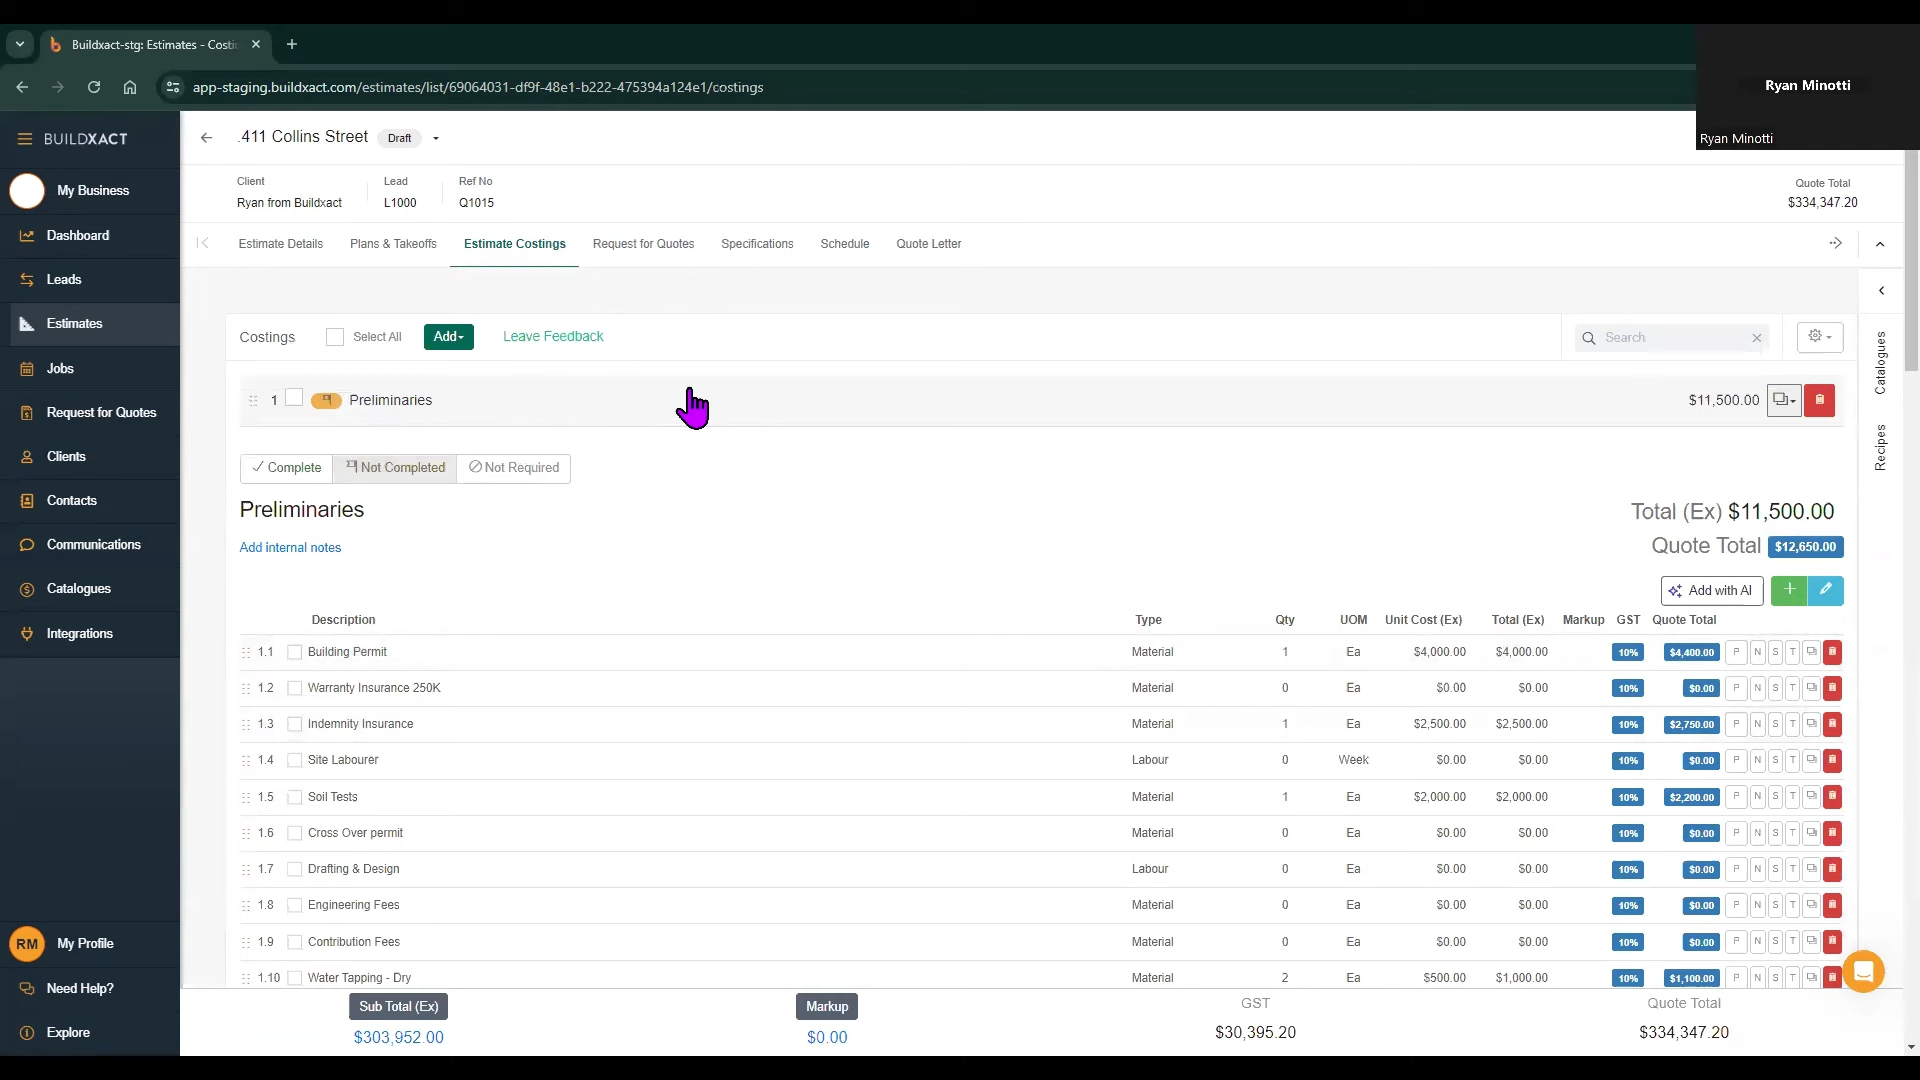 Buildxact-stg: Estimates - Costi
app-staging.buildxact.com/estimates/list/69064031-df9f-48e1-b222-475394a124e1/costings
Ryan Minotti
Ryan Minotti
BUILDXACT
My Business
Dashboard
Leads
Estimates
Jobs
Request for Quotes
Clients
Contacts
Communications
Catalogues
Integrations
RM My Profile
Need Help?
Explore
.411 Collins Street Draft
Client Lead Ref No Quote Total
Ryan from Buildxact L1000 Q1015 $334,347.20
Estimate Details Plans & Takeoffs Estimate Costings Request for Quotes Specifications Schedule Quote Letter
Costings Select All Add Leave Feedback Search
1 Preliminaries $11,500.00
Complete Not Completed Not Required
Preliminaries Total (Ex) $11,500.00
Add internal notes Quote Total $12,650.00
Add with AI
Description Type Qty UOM Unit Cost (Ex) Total (Ex) Markup GST Quote Total
1.1 Building Permit Material 1 Ea $4,000.00 $4,000.00 10% $4,400.00 P N S T
1.2 Warranty Insurance 250K Material 0 Ea $0.00 $0.00 10% $0.00 P N S T
1.3 Indemnity Insurance Material 1 Ea $2,500.00 $2,500.00 10% $2,750.00 P N S T
1.4 Site Labourer Labour 0 Week $0.00 $0.00 10% $0.00 P N S T
1.5 Soil Tests Material 1 Ea $2,000.00 $2,000.00 10% $2,200.00 P N S T
1.6 Cross Over permit Material 0 Ea $0.00 $0.00 10% $0.00 P N S T
1.7 Drafting & Design Labour 0 Ea $0.00 $0.00 10% $0.00 P N S T
1.8 Engineering Fees Material 0 Ea $0.00 $0.00 10% $0.00 P N S T
1.9 Contribution Fees Material 0 Ea $0.00 $0.00 10% $0.00 P N S T
1.10 Water Tapping - Dry Material 2 Ea $500.00 $1,000.00 10% $1,100.00 P N S T
Sub Total (Ex) Markup GST Quote Total
$303,952.00 $0.00 $30,395.20 $334,347.20
Catalogues
Recipes